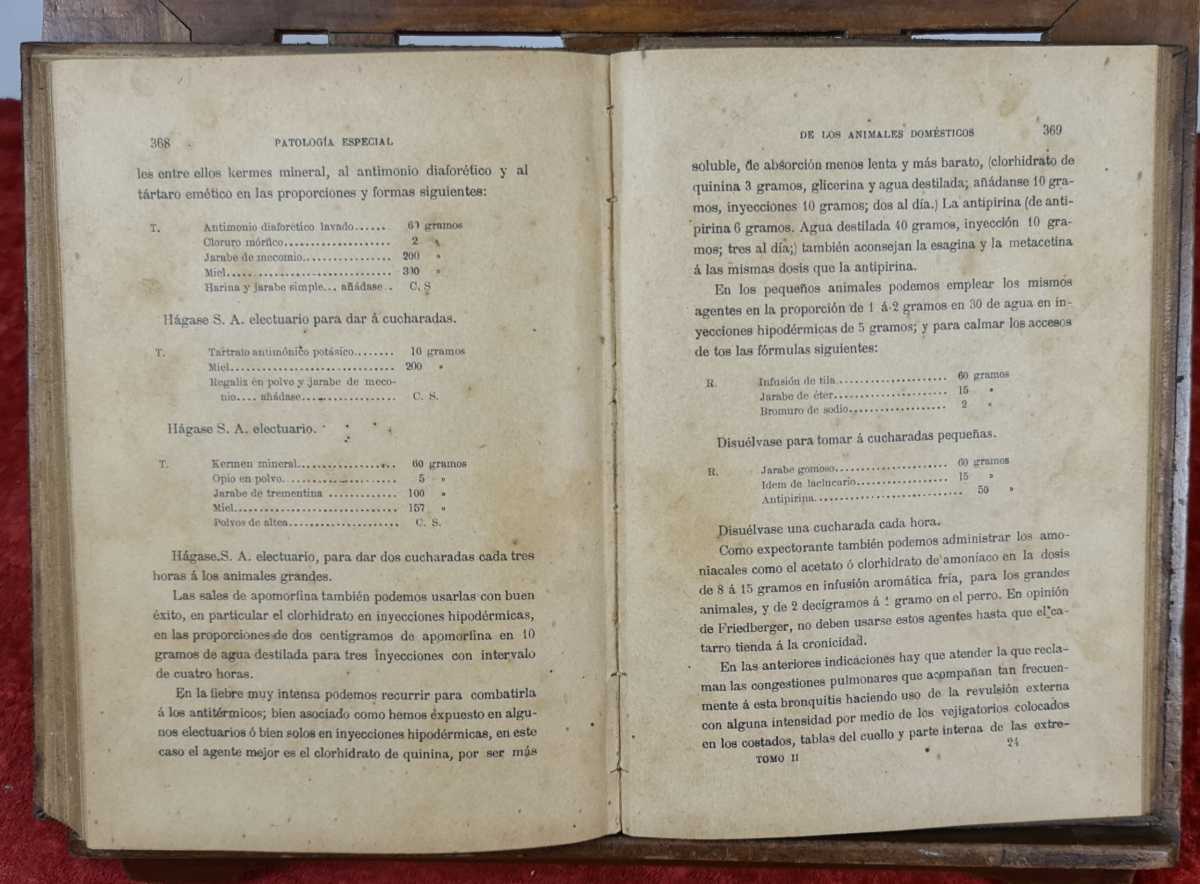 368 PATOLOGÍA ESPECIAL
les entre ellos kermes mineral, al antimonio diaforético y al
tártaro emético en las proporciones y formas siguientes:
T. Antimonio diaforético lavado...... 60 gramos
Cloruro mórfico.................... 2 »
Jarabe de meconio................ 200 »
Miel............................... 300 »
Harina y jarabe simple... añádase.. C. S
Hágase S. A. electuario para dar á cucharadas.
T. Tartrato antimónico potásico........ 10 gramos
Miel............................... 200 »
Regaliz en polvo y jarabe de meco-
nio.... añádase.................. C. S.
Hágase S. A. electuario.
T. Kermen mineral.................. 60 gramos
Opio en polvo..................... 5 »
Jarabe de trementina ............. 100 »
Miel............................... 157 »
Polvos de altea.................... C. S.
Hágase.S. A. electuario, para dar dos cucharadas cada tres
horas á los animales grandes.
Las sales de apomorfina también podemos usarlas con buen
éxito, en particular el clorhidrato en inyecciones hipodérmicas,
en las proporciones de dos centigramos de apomorfina en 10
gramos de agua destilada para tres inyecciones con intervalo
de cuatro horas.
En la fiebre muy intensa podemos recurrir para combatirla
á los antitérmicos; bien asociado como hemos expuesto en algu-
nos electuarios ó bien solos en inyecciones hipodérmicas, en este
caso el agente mejor es el clorhidrato de quinina, por ser más
DE LOS ANIMALES DOMÉSTICOS 369
soluble, de absorción menos lenta y más barato, (clorhidrato de
quinina 3 gramos, glicerina y agua destilada; añádanse 10 gra-
mos, inyecciones 10 gramos; dos al día.) La antipirina (de anti-
pirina 6 gramos. Agua destilada 40 gramos, inyección 10 gra-
mos; tres al día;) también aconsejan la esagina y la metacetina
á las mismas dosis que la antipirina.
En los pequeños animales podemos emplear los mismos
agentes en la proporción de 1 á 2 gramos en 30 de agua en in-
yecciones hipodérmicas de 5 gramos; y para calmar los accesos
de tos las fórmulas siguientes:
R. Infusión de tila..................... 60 gramos
Jarabe de éter..................... 15 »
Bromuro de sodio.................. 2 »
Disuélvase para tomar á cucharadas pequeñas.
R. Jarabe gomoso..................... 60 gramos
Idem de laclucario................. 15 »
Antipirina........................... 50 »
Disuélvase una cucharada cada hora.
Como expectorante también podemos administrar los amo-
niacales como el acetato ó clorhidrato de amoníaco en la dosis
de 8 á 15 gramos en infusión aromática fría, para los grandes
animales, y de 2 decígramos á 1 gramo en el perro. En opinión
de Friedberger, no deben usarse estos agentes hasta que el ca-
tarro tienda á la cronicidad.
En las anteriores indicaciones hay que atender la que recla-
man las congestiones pulmonares que acompañan tan frecuen-
mente á esta bronquitis haciendo uso de la revulsión externa
con alguna intensidad por medio de los vejigatorios colocados
en los costados, tablas del cuello y parte interna de las extre-
TOMO II 24